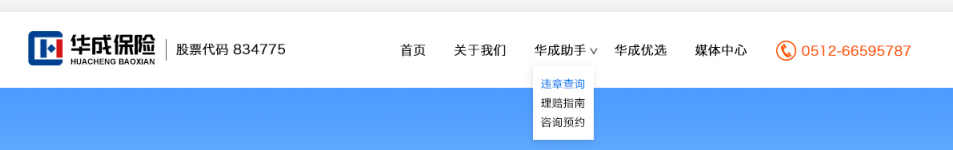 华成保险
HUACHENG BAOXIAN
股票代码 834775
首页 关于我们 华成助手 华成优选 媒体中心 0512-66595787
违章查询
理赔指南
咨询预约